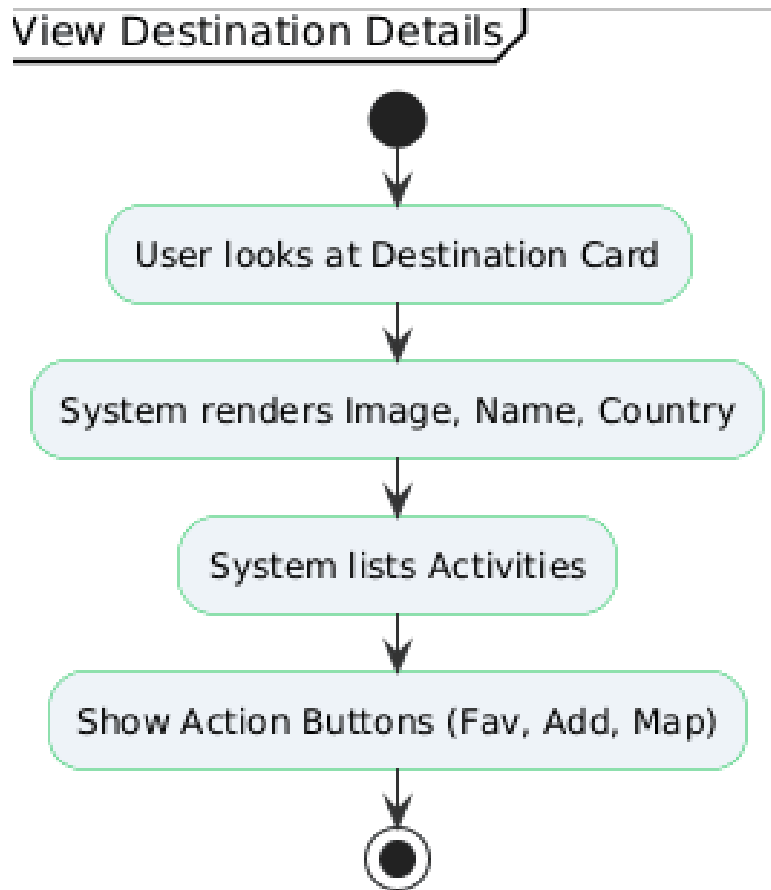 View Destination Details
User looks at Destination Card
System renders Image, Name, Country
System lists Activities
Show Action Buttons (Fav, Add, Map)